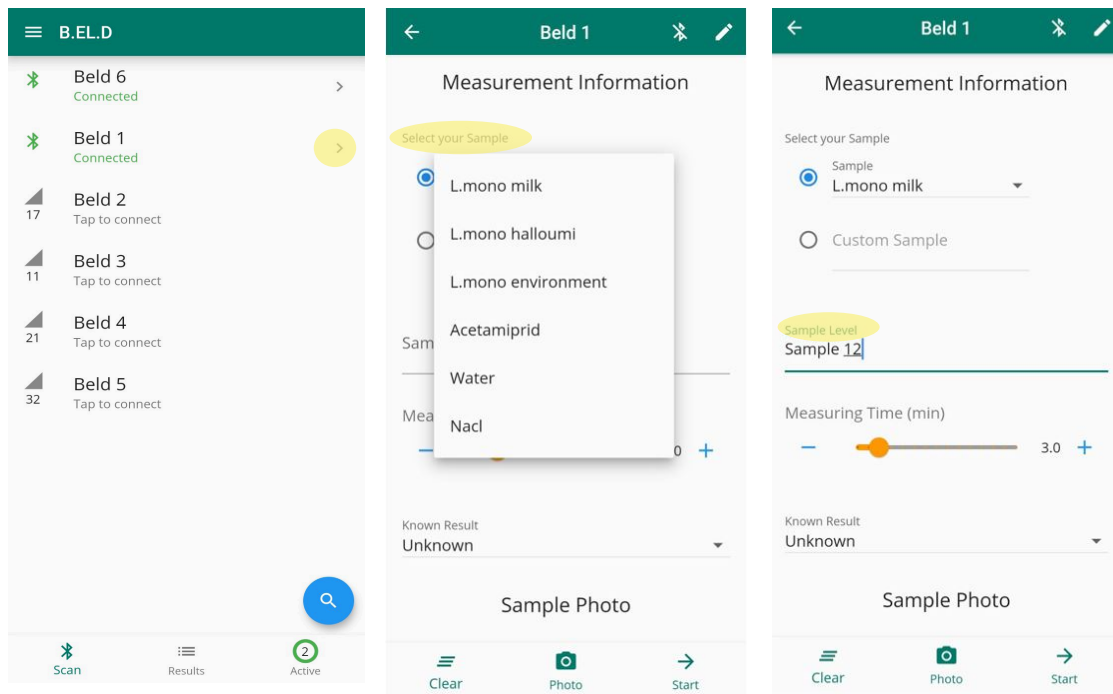 B.EL.D
Beld 6
Connected
Beld 1
Connected
17
Beld 2
Tap to connect
11
Beld 3
Tap to connect
21
Beld 4
Tap to connect
32
Beld 5
Tap to connect
Scan
Results
2
Active
Beld 1
Measurement Information
Select your Sample
L.mono milk
L.mono halloumi
L.mono environment
Acetamiprid
Water
Nacl
Sam
Mea
0
Known Result
Unknown
Sample Photo
Clear
Photo
Start
Beld 1
Measurement Information
Select your Sample
Sample
L.mono milk
Custom Sample
Sample Level
Sample 12
Measuring Time (min)
3.0
Known Result
Unknown
Sample Photo
Clear
Photo
Start